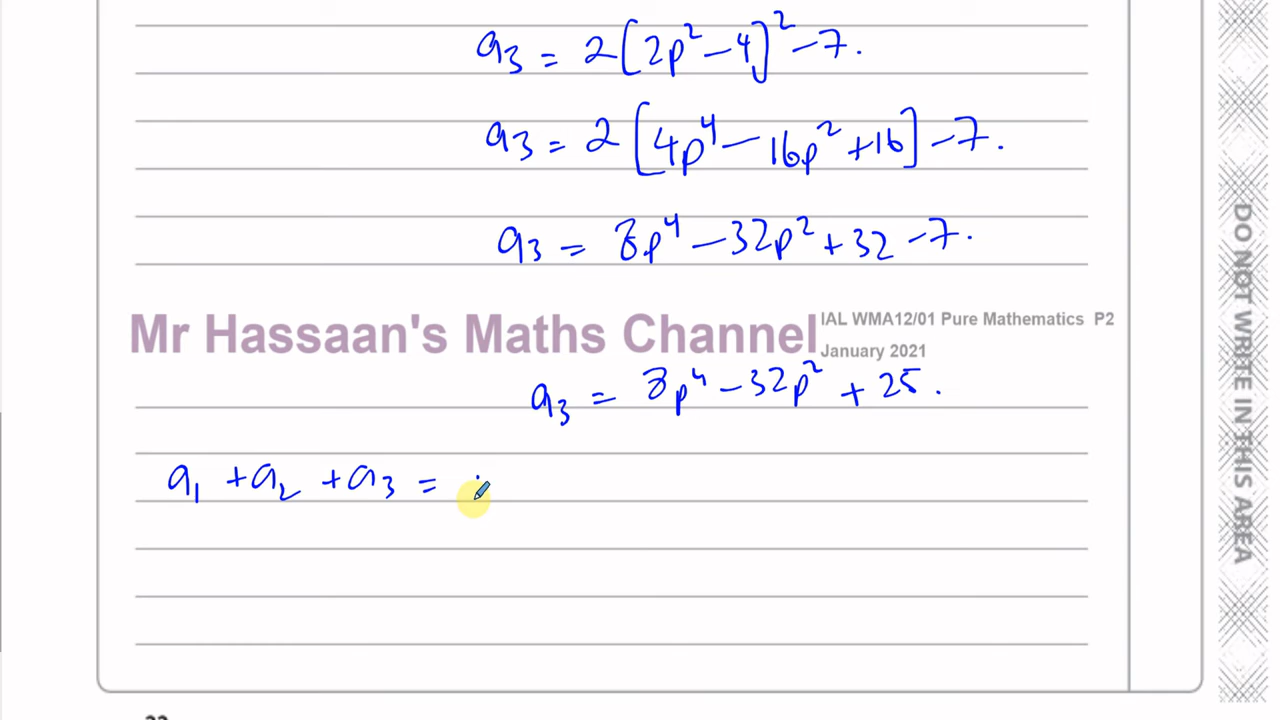 a₃ = 2[2p² - 4]² - 7.
a₃ = 2[4p⁴ - 16p² + 16] - 7.
a₃ = 8p⁴ - 32p² + 32 - 7.
Mr Hassaan's Maths Channel
IAL WMA12/01 Pure Mathematics P2
January 2021
a₃ = 8p⁴ - 32p² + 25.
a₁ + a₂ + a₃ =
DO NOT WRITE IN THIS AREA